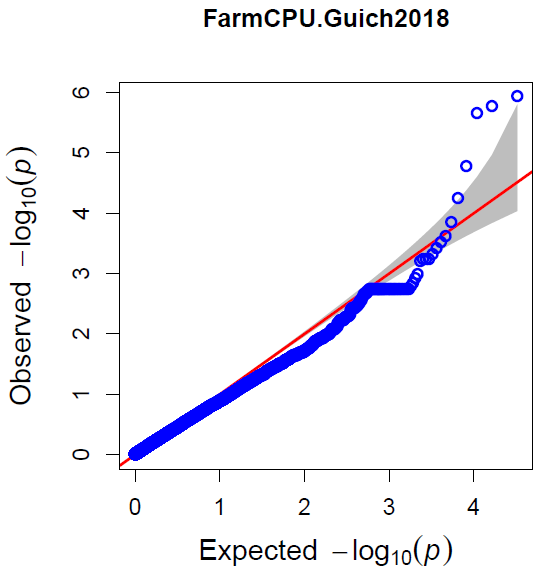 FarmCPU.Guich2018
6
5
4
3
2
1
0
Observed −log10(p)
0 1 2 3 4
Expected −log10(p)